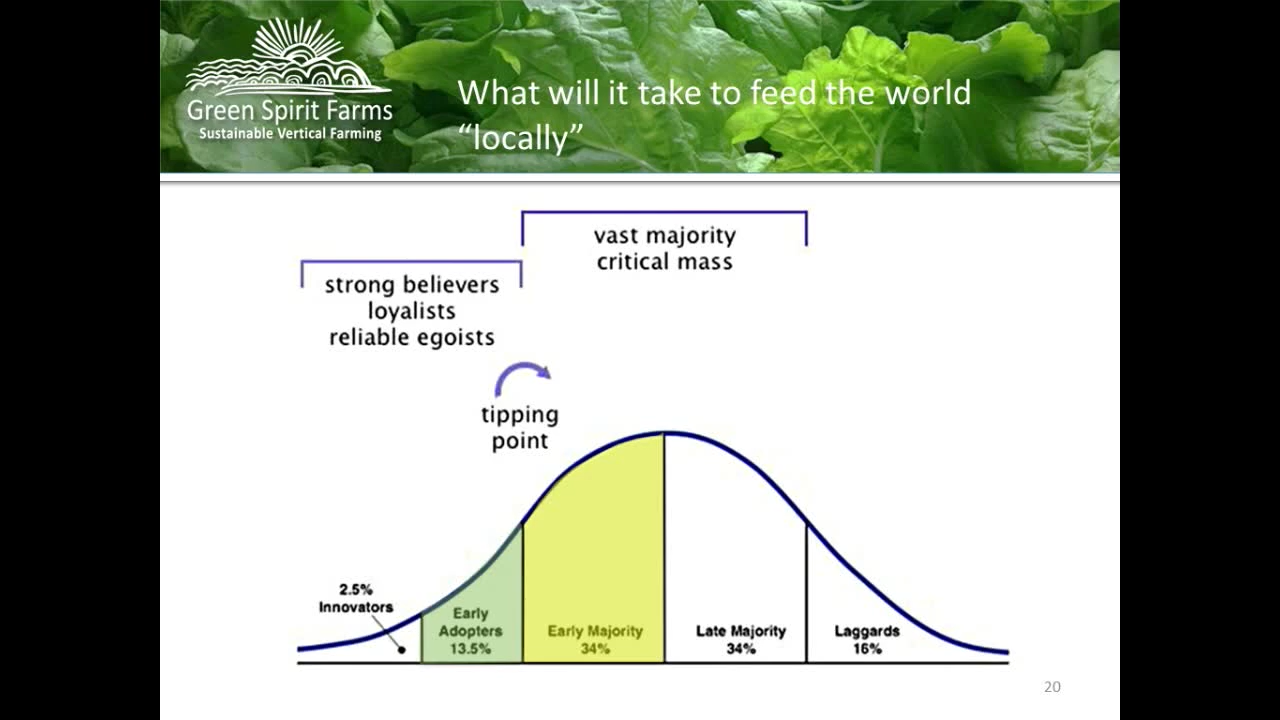 Green Spirit Farms
Sustainable Vertical Farming
What will it take to feed the world
“locally”
vast majority
critical mass
strong believers
loyalists
reliable egoists
tipping
point
2.5%
Innovators
Early
Adopters
13.5%
Early Majority
34%
Late Majority
34%
Laggards
16%
20